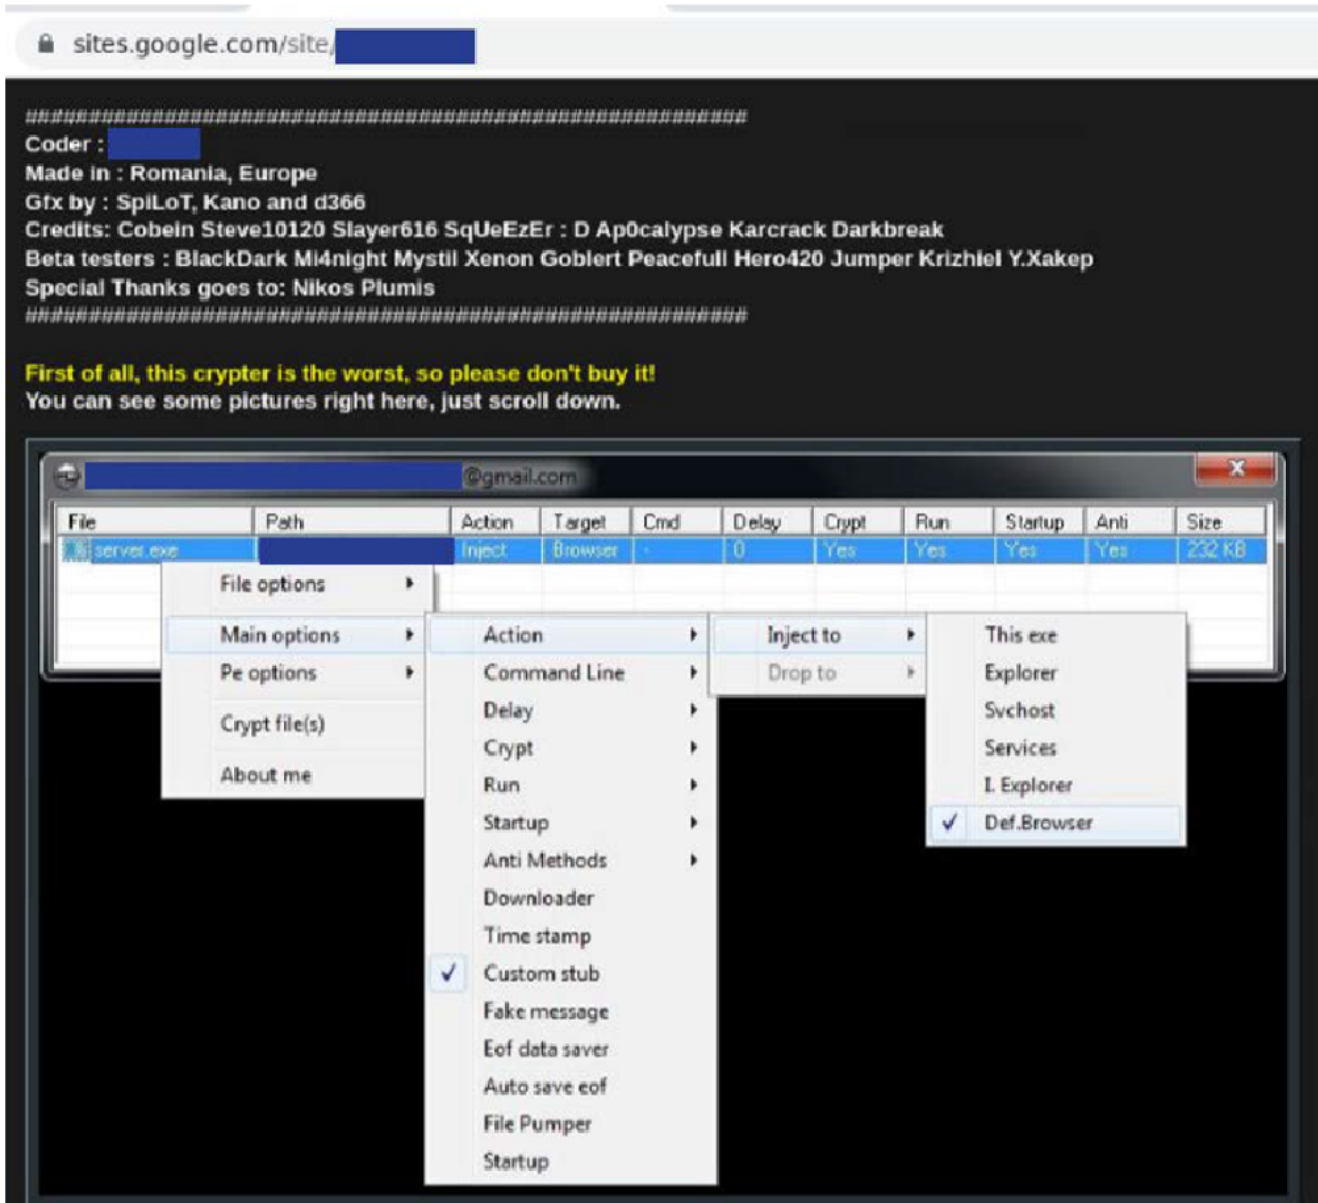 sites.google.com/site/
########################################################
Coder :
Made in : Romania, Europe
Gfx by : SpiLoT, Kano and d366
Credits: Cobein Steve10120 Slayer616 SqUeEzEr : D Ap0calypse Karcrack Darkbreak
Beta testers : BlackDark Mi4night Mystil Xenon Goblert Peacefull Hero420 Jumper Krizhiel Y.Xakep
Special Thanks goes to: Nikos Plumis
########################################################
First of all, this crypter is the worst, so please don't buy it!
You can see some pictures right here, just scroll down.
@gmail.com
File Path Action Target Cmd Delay Crypt Run Startup Anti Size
server.exe Inject Browser - 0 Yes Yes Yes Yes 232 KB
File options
Main options
Pe options
Crypt file(s)
About me
Action
Command Line
Delay
Crypt
Run
Startup
Anti Methods
Downloader
Time stamp
Custom stub
Fake message
Eof data saver
Auto save eof
File Pumper
Startup
Inject to
Drop to
This exe
Explorer
Svchost
Services
I. Explorer
Def.Browser